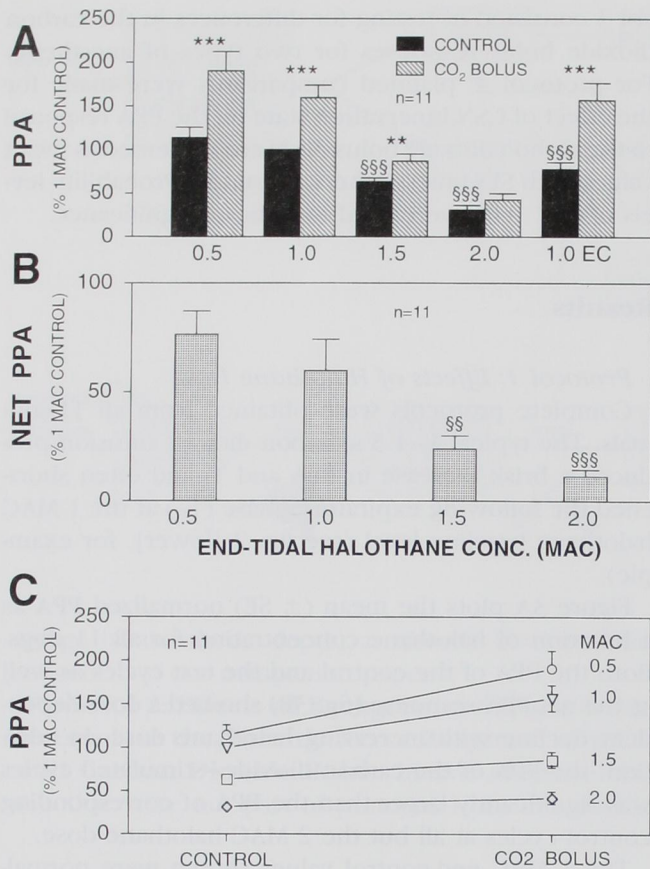 A
PPA
(% 1 MAC CONTROL)
250
200
150
100
50
0
CONTROL
CO2 BOLUS
n=11
***
***
**
***
§§§
§§§
§§§
0.5 1.0 1.5 2.0 1.0 EC
B
NET PPA
(% 1 MAC CONTROL)
100
50
0
n=11
§§
§§§
0.5 1.0 1.5 2.0
END-TIDAL HALOTHANE CONC. (MAC)
C
PPA
(% 1 MAC CONTROL)
250
200
150
100
50
0
n=11
MAC
0.5
1.0
1.5
2.0
CONTROL CO2 BOLUS